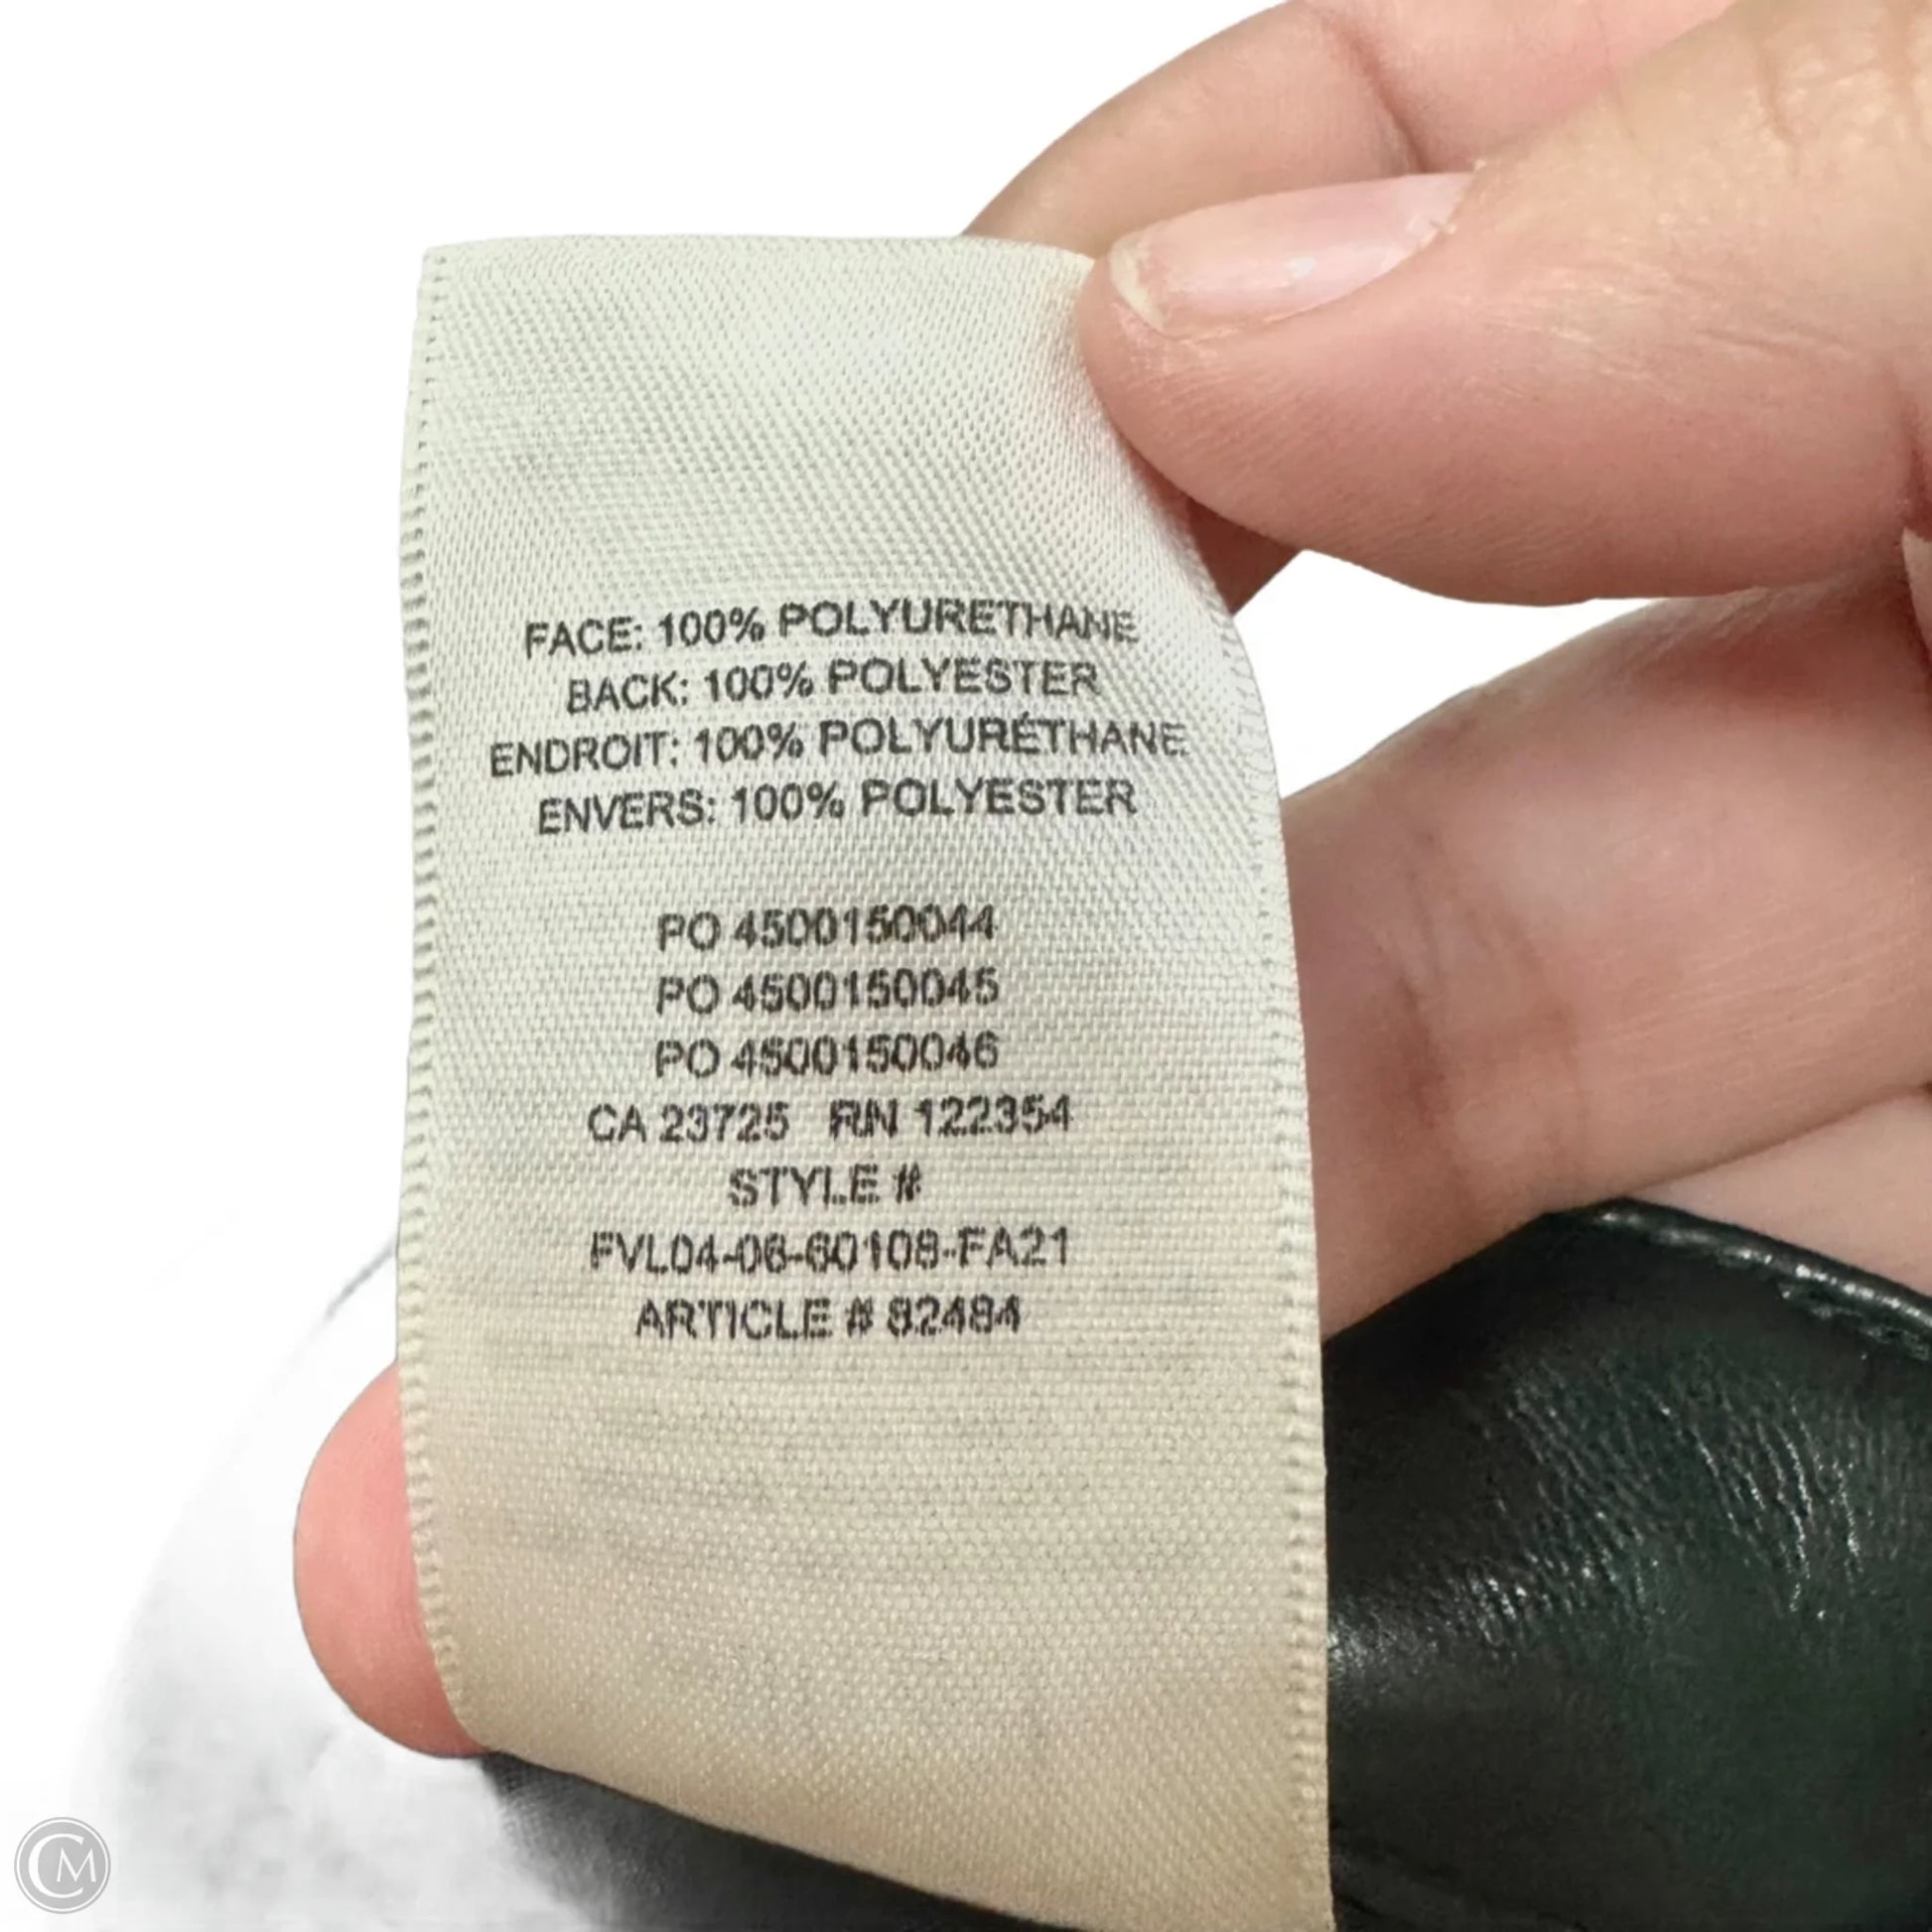 FACE: 100% POLYURETHANE
BACK: 100% POLYESTER
ENDROIT: 100% POLYURÉTHANE
ENVERS: 100% POLYESTER
PO 4500150044
PO 4500150045
PO 4500150046
CA 23725 RN 122354
STYLE #
FVL04-06-60108-FA21
ARTICLE # 82484
CM